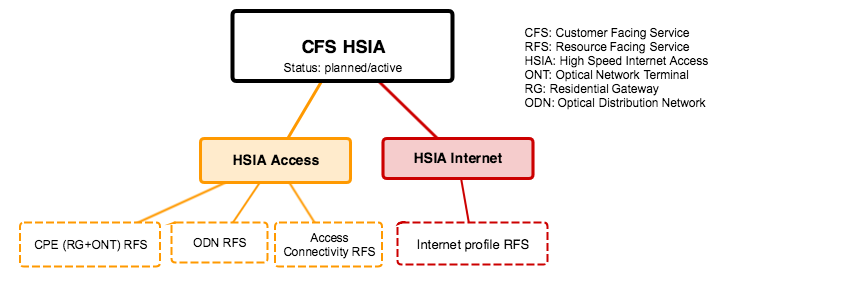 CFS HSIA
Status: planned/active
CFS: Customer Facing Service
RFS: Resource Facing Service
HSIA: High Speed Internet Access
ONT: Optical Network Terminal
RG: Residential Gateway
ODN: Optical Distribution Network
HSIA Access
HSIA Internet
CPE (RG+ONT) RFS
ODN RFS
Access
Connectivity RFS
Internet profile RFS